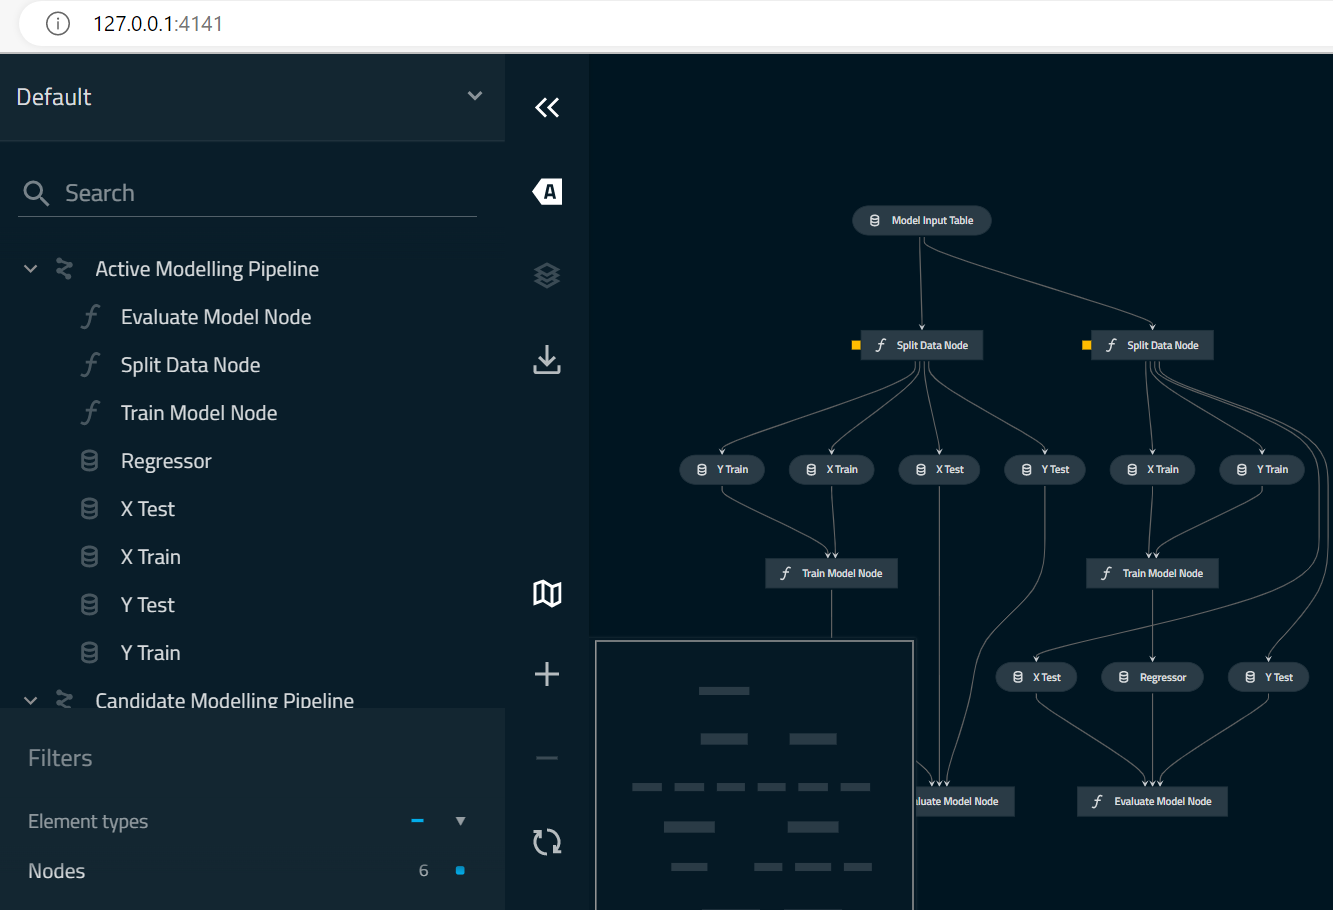 127.0.0.1:4141
Default
Search
Active Modelling Pipeline
Evaluate Model Node
Split Data Node
Train Model Node
Regressor
X Test
X Train
Y Test
Y Train
Candidate Modelling Pipeline
Filters
Element types
Nodes 6
A
Model Input Table
Split Data Node Split Data Node
Y Train X Train X Test Y Test X Train Y Train
Train Model Node Train Model Node
X Test Regressor Y Test
luate Model Node Evaluate Model Node